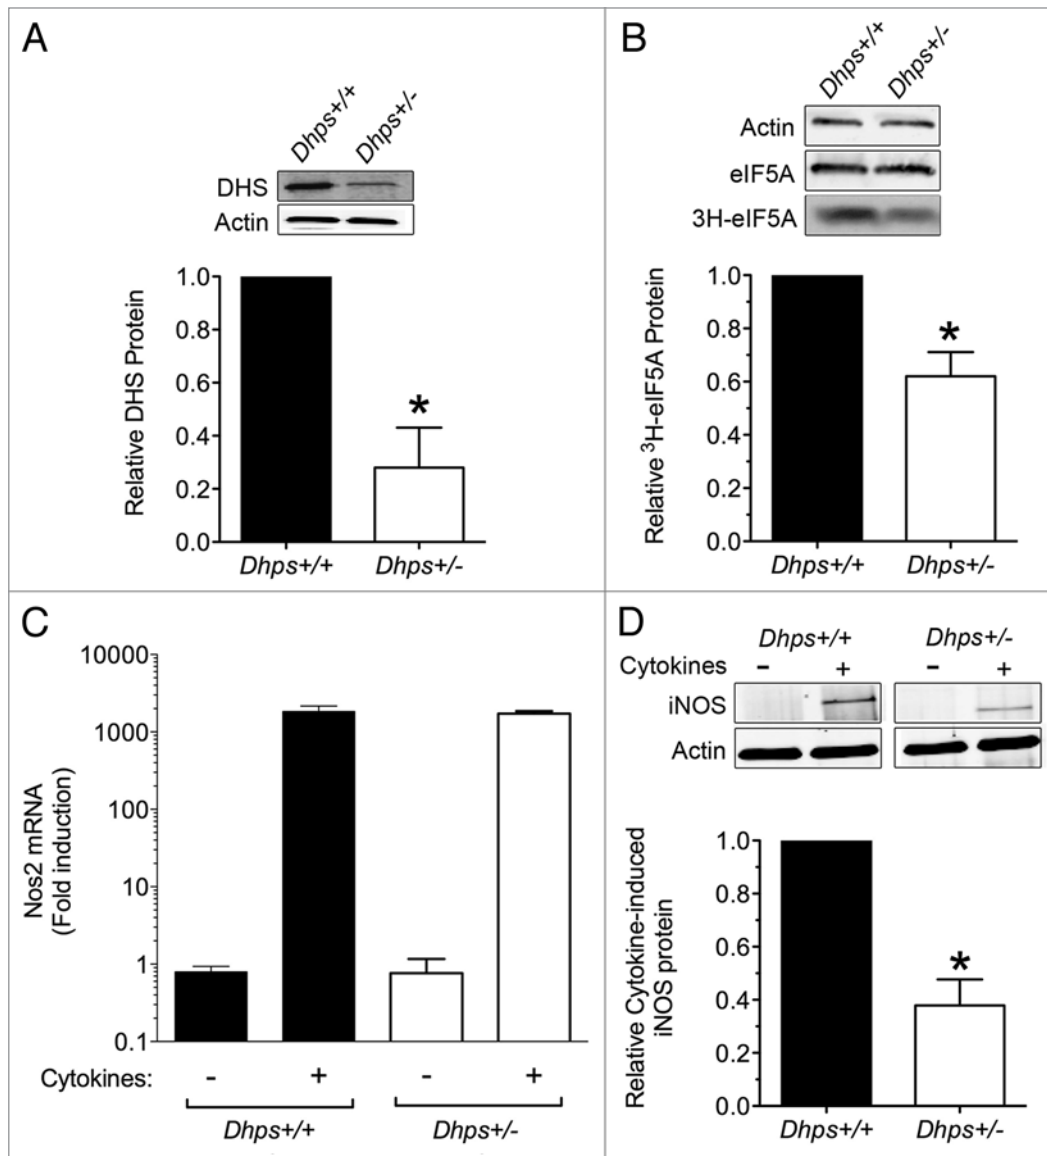 A
Dhps+/+ Dhps+/-
DHS
Actin
Relative DHS Protein
1.0
0.8
0.6
0.4
0.2
0.0
Dhps+/+ Dhps+/-
*
B
Dhps+/+ Dhps+/-
Actin
eIF5A
3H-eIF5A
Relative ³H-eIF5A Protein
1.0
0.8
0.6
0.4
0.2
0.0
Dhps+/+ Dhps+/-
*
C
Nos2 mRNA
(Fold induction)
10000
1000
100
10
1
0.1
Cytokines: - + - +
Dhps+/+ Dhps+/-
D
Dhps+/+ Dhps+/-
Cytokines - + - +
iNOS
Actin
Relative Cytokine-induced
iNOS protein
1.0
0.8
0.6
0.4
0.2
0.0
Dhps+/+ Dhps+/-
*